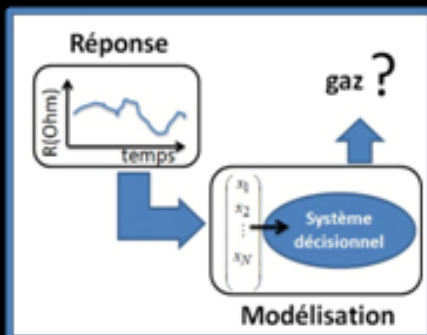 Réponse
R(Ohm)
temps
gaz ?
x1
x2
⋮
xN
Système
décisionnel
Modélisation